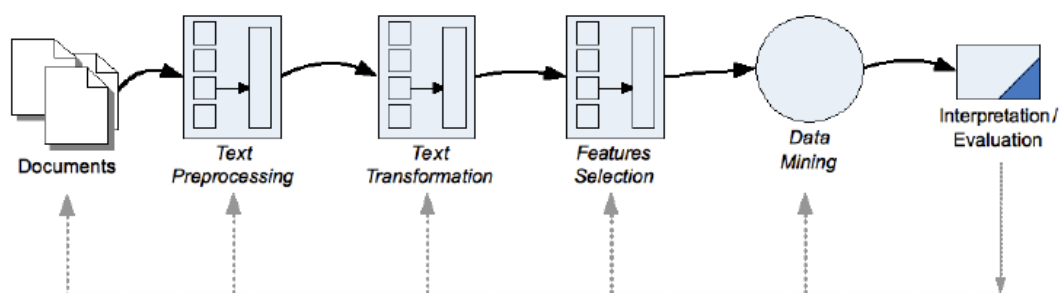 Documents
Text
Preprocessing
Text
Transformation
Features
Selection
Data
Mining
Interpretation /
Evaluation